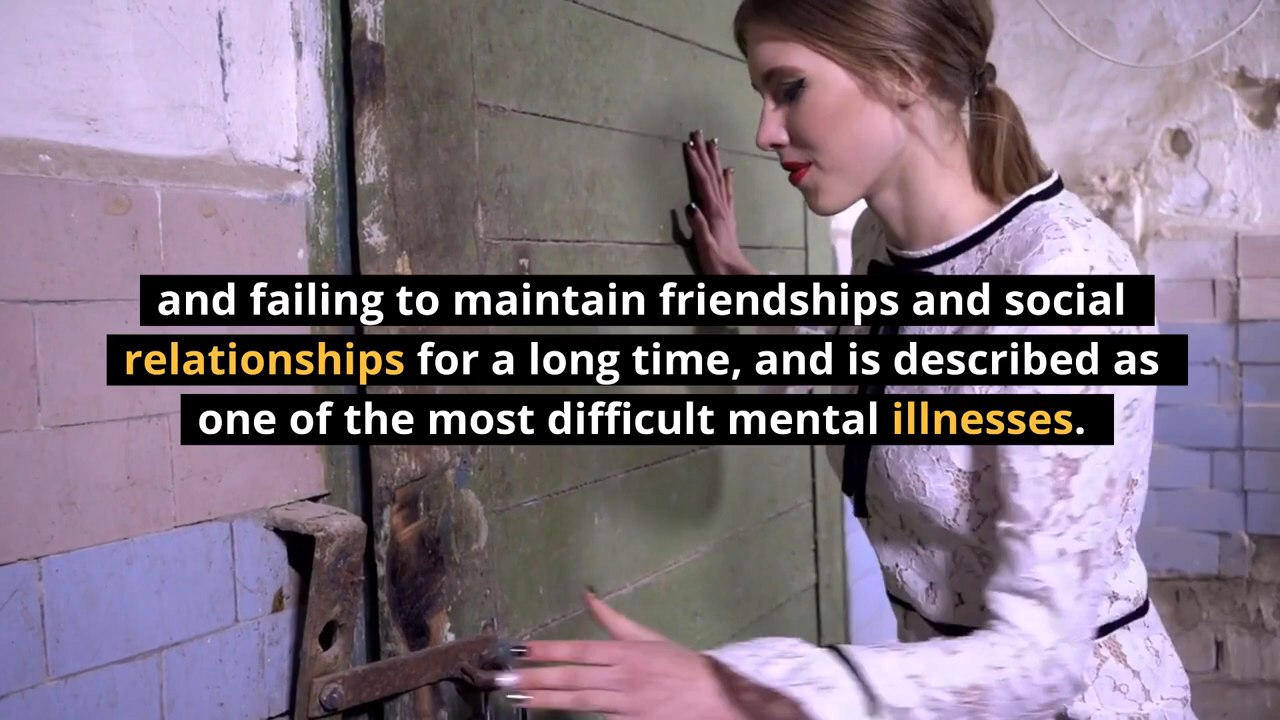 and failing to maintain friendships and social
relationships for a long time, and is described as
one of the most difficult mental illnesses.